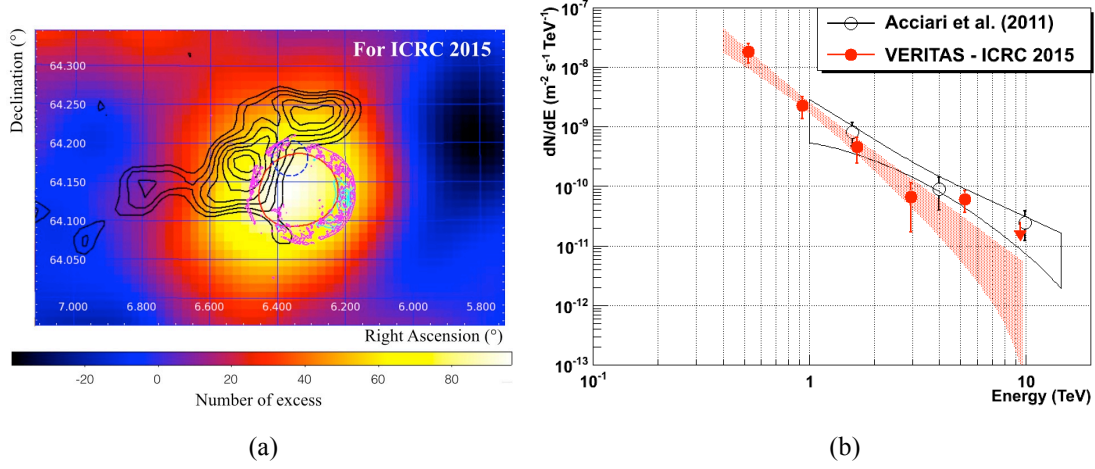 For ICRC 2015
Declination (°)
64.300
64.250
64.200
64.150
64.100
64.050
7.000 6.800 6.600 6.400 6.200 6.000 5.800
Right Ascension (°)
-20 0 20 40 60 80
Number of excess
(a)
Acciari et al. (2011)
VERITAS - ICRC 2015
dN/dE (m⁻² s⁻¹ TeV⁻¹)
10⁻⁷
10⁻⁸
10⁻⁹
10⁻¹⁰
10⁻¹¹
10⁻¹²
10⁻¹³
10⁻¹ 1 10
Energy (TeV)
(b)